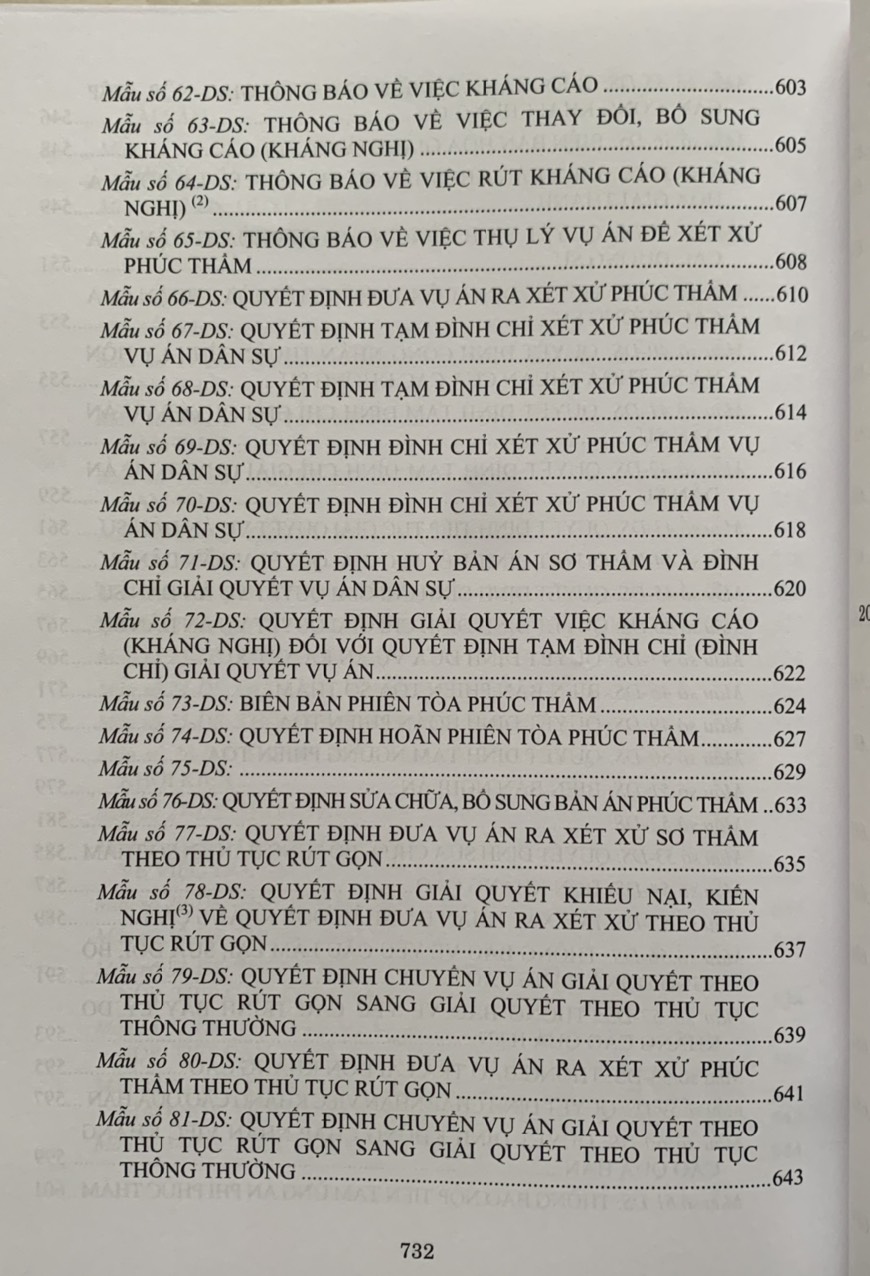 Mẫu số 62-DS: THÔNG BÁO VỀ VIỆC KHÁNG CÁO ..............................603
Mẫu số 63-DS: THÔNG BÁO VỀ VIỆC THAY ĐỔI, BỔ SUNG
KHÁNG CÁO (KHÁNG NGHỊ) ..............................605
Mẫu số 64-DS: THÔNG BÁO VỀ VIỆC RÚT KHÁNG CÁO (KHÁNG
NGHỊ) (2) ..............................607
Mẫu số 65-DS: THÔNG BÁO VỀ VIỆC THỤ LÝ VỤ ÁN ĐỂ XÉT XỬ
PHÚC THẨM ..............................608
Mẫu số 66-DS: QUYẾT ĐỊNH ĐƯA VỤ ÁN RA XÉT XỬ PHÚC THẨM ......610
Mẫu số 67-DS: QUYẾT ĐỊNH TẠM ĐÌNH CHỈ XÉT XỬ PHÚC THẨM
VỤ ÁN DÂN SỰ ..............................612
Mẫu số 68-DS: QUYẾT ĐỊNH TẠM ĐÌNH CHỈ XÉT XỬ PHÚC THẨM
VỤ ÁN DÂN SỰ ..............................614
Mẫu số 69-DS: QUYẾT ĐỊNH ĐÌNH CHỈ XÉT XỬ PHÚC THẨM VỤ
ÁN DÂN SỰ ..............................616
Mẫu số 70-DS: QUYẾT ĐỊNH ĐÌNH CHỈ XÉT XỬ PHÚC THẨM VỤ
ÁN DÂN SỰ ..............................618
Mẫu số 71-DS: QUYẾT ĐỊNH HUỶ BẢN ÁN SƠ THẨM VÀ ĐÌNH
CHỈ GIẢI QUYẾT VỤ ÁN DÂN SỰ ..............................620
Mẫu số 72-DS: QUYẾT ĐỊNH GIẢI QUYẾT VIỆC KHÁNG CÁO
(KHÁNG NGHỊ) ĐỐI VỚI QUYẾT ĐỊNH TẠM ĐÌNH CHỈ (ĐÌNH
CHỈ) GIẢI QUYẾT VỤ ÁN ..............................622
Mẫu số 73-DS: BIÊN BẢN PHIÊN TÒA PHÚC THẨM ..............................624
Mẫu số 74-DS: QUYẾT ĐỊNH HOÃN PHIÊN TÒA PHÚC THẨM............627
Mẫu số 75-DS: ..............................629
Mẫu số 76-DS: QUYẾT ĐỊNH SỬA CHỮA, BỔ SUNG BẢN ÁN PHÚC THẨM ..633
Mẫu số 77-DS: QUYẾT ĐỊNH ĐƯA VỤ ÁN RA XÉT XỬ SƠ THẨM
THEO THỦ TỤC RÚT GỌN ..............................635
Mẫu số 78-DS: QUYẾT ĐỊNH GIẢI QUYẾT KHIẾU NẠI, KIẾN
NGHỊ(3) VỀ QUYẾT ĐỊNH ĐƯA VỤ ÁN RA XÉT XỬ THEO THỦ
TỤC RÚT GỌN ..............................637
Mẫu số 79-DS: QUYẾT ĐỊNH CHUYỂN VỤ ÁN GIẢI QUYẾT THEO
THỦ TỤC RÚT GỌN SANG GIẢI QUYẾT THEO THỦ TỤC
THÔNG THƯỜNG ..............................639
Mẫu số 80-DS: QUYẾT ĐỊNH ĐƯA VỤ ÁN RA XÉT XỬ PHÚC
THẨM THEO THỦ TỤC RÚT GỌN ..............................641
Mẫu số 81-DS: QUYẾT ĐỊNH CHUYỂN VỤ ÁN GIẢI QUYẾT THEO
THỦ TỤC RÚT GỌN SANG GIẢI QUYẾT THEO THỦ TỤC
THÔNG THƯỜNG ..............................643
732